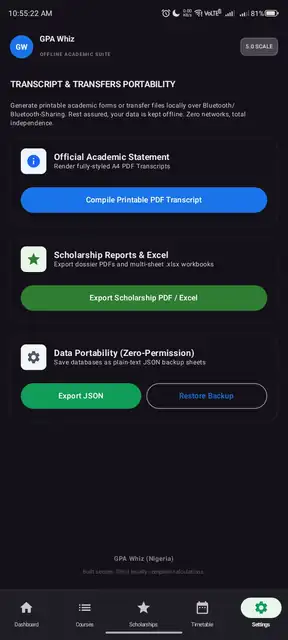 10:55:22 AM
0.00 KB/S
VoLTE
81%
GW
GPA Whiz
OFFLINE ACADEMIC SUITE
5.0 SCALE
TRANSCRIPT & TRANSFERS PORTABILITY
Generate printable academic forms or transfer files locally over Bluetooth/
Bluetooth-Sharing. Rest assured, your data is kept offline. Zero networks, total
independence.
Official Academic Statement
Render fully-styled A4 PDF Transcripts
Compile Printable PDF Transcript
Scholarship Reports & Excel
Export dossier PDFs and multi-sheet .xlsx workbooks
Export Scholarship PDF / Excel
Data Portability (Zero-Permission)
Save databases as plain-text JSON backup sheets
Export JSON
Restore Backup
GPA Whiz (Nigeria)
Dashboard
Courses
Scholarships
Timetable
Settings